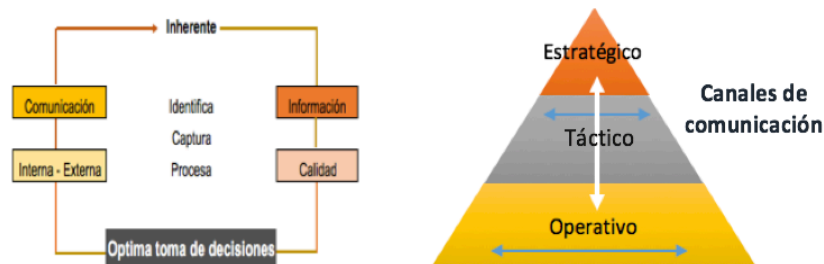 Inherente
Comunicación
Identifica
Información
Captura
Interna - Externa
Procesa
Calidad
Optima toma de decisiones
Estratégico
Canales de
comunicación
Táctico
Operativo